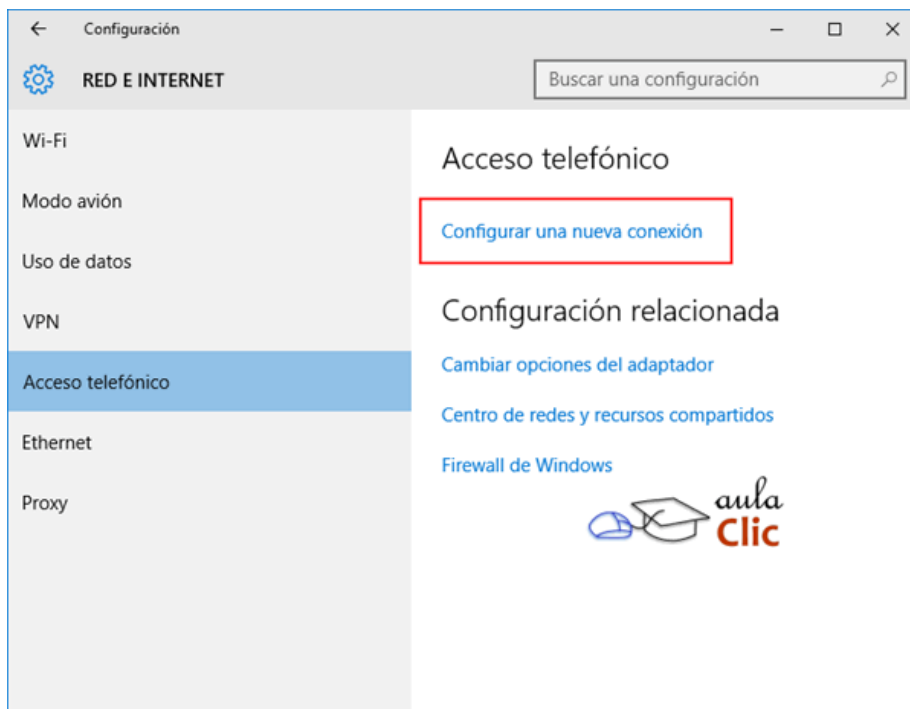 Configuración
RED E INTERNET
Buscar una configuración
Wi-Fi
Modo avión
Uso de datos
VPN
Acceso telefónico
Ethernet
Proxy
Acceso telefónico
Configurar una nueva conexión
Configuración relacionada
Cambiar opciones del adaptador
Centro de redes y recursos compartidos
Firewall de Windows
aula
Clic